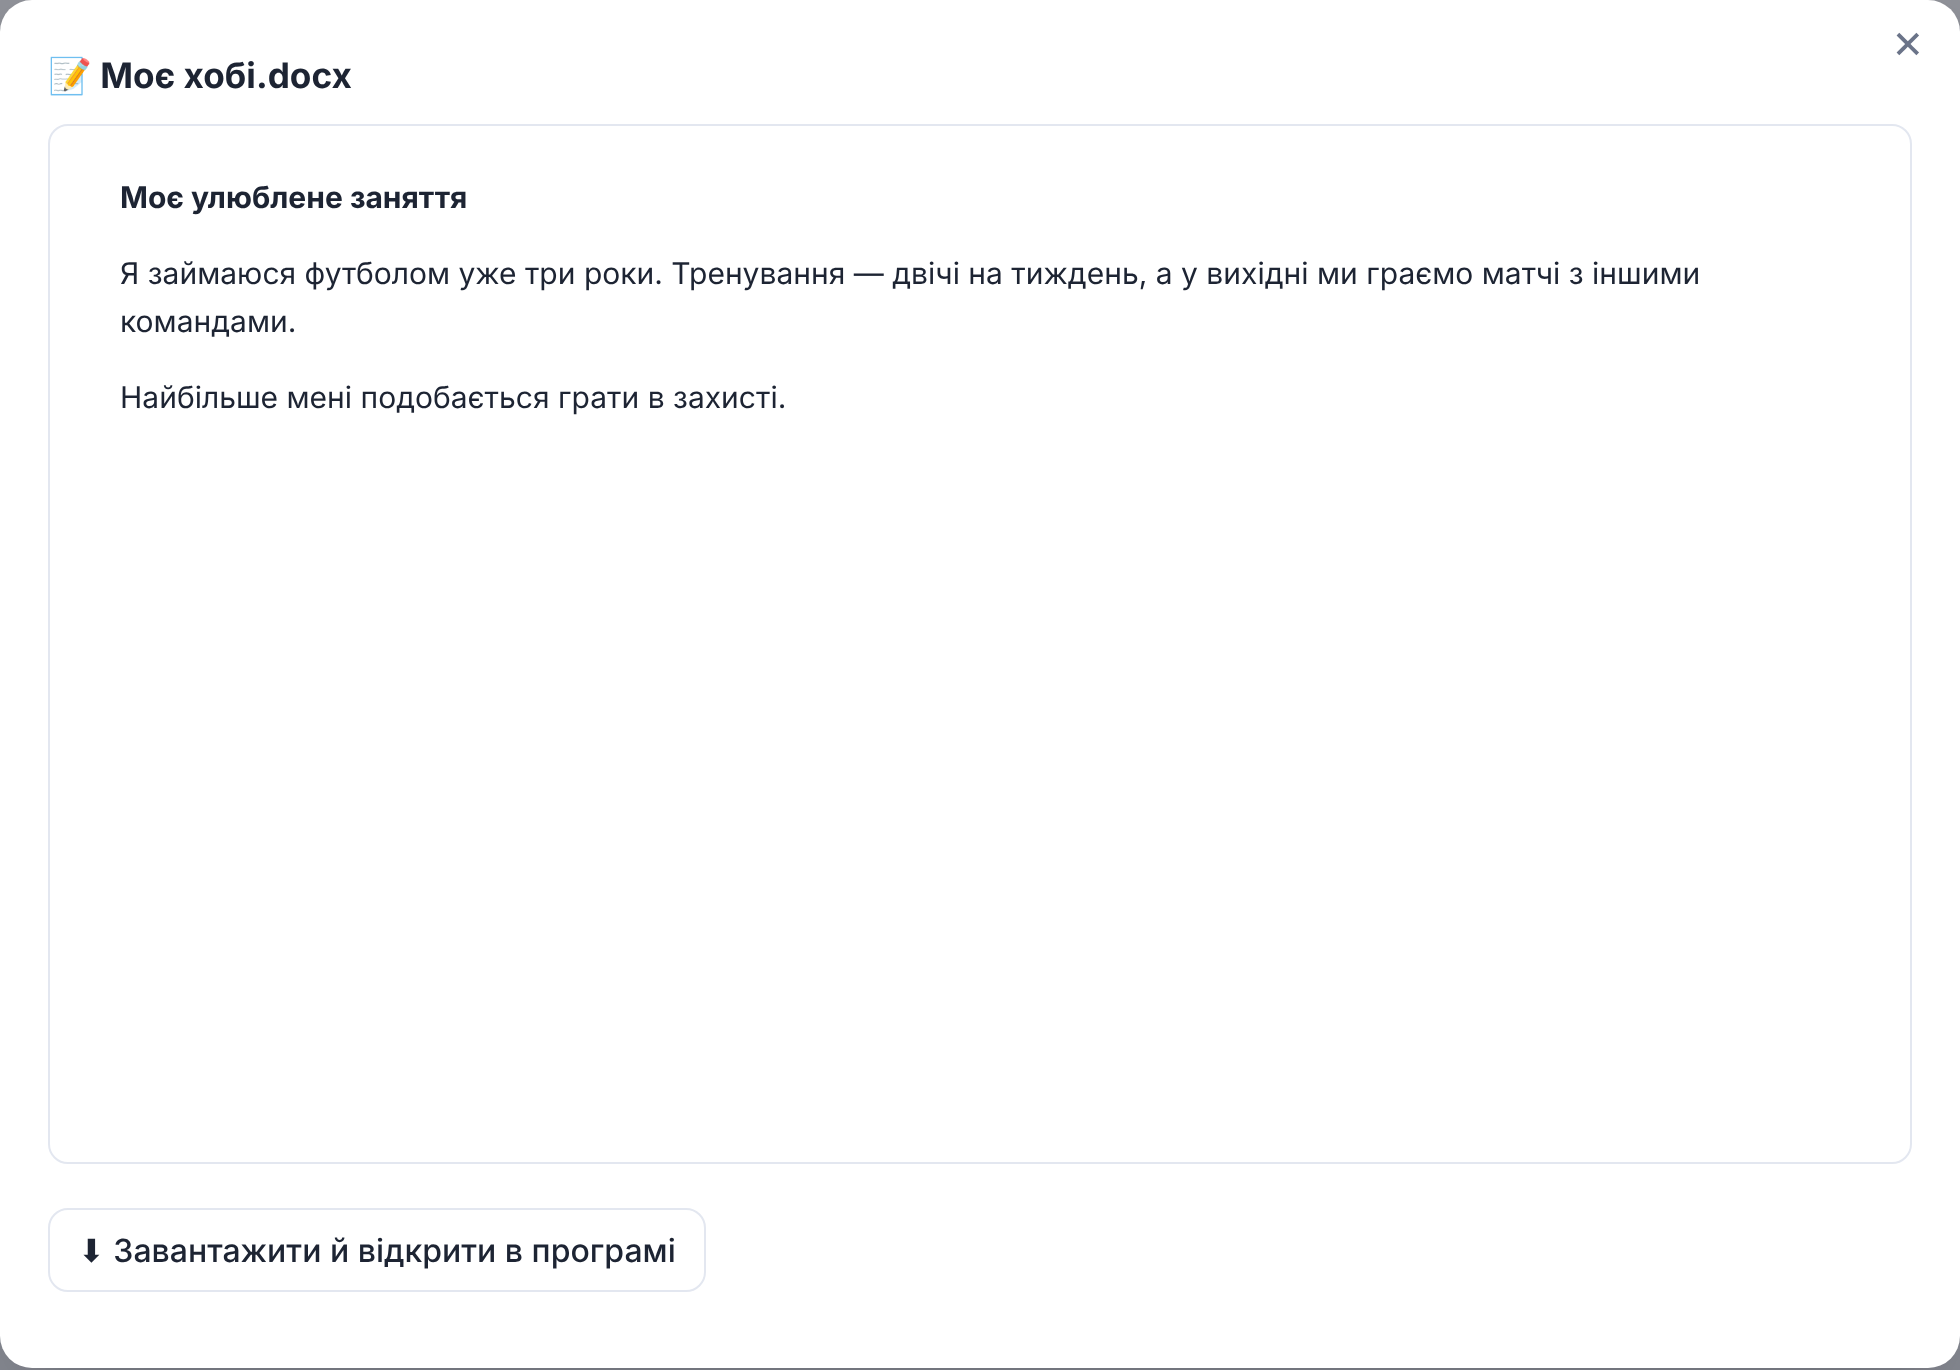 📝 Моє хобі.docx
Моє улюблене заняття
Я займаюся футболом уже три роки. Тренування — двічі на тиждень, а у вихідні ми граємо матчі з іншими
командами.
Найбільше мені подобається грати в захисті.
⬇ Завантажити й відкрити в програмі